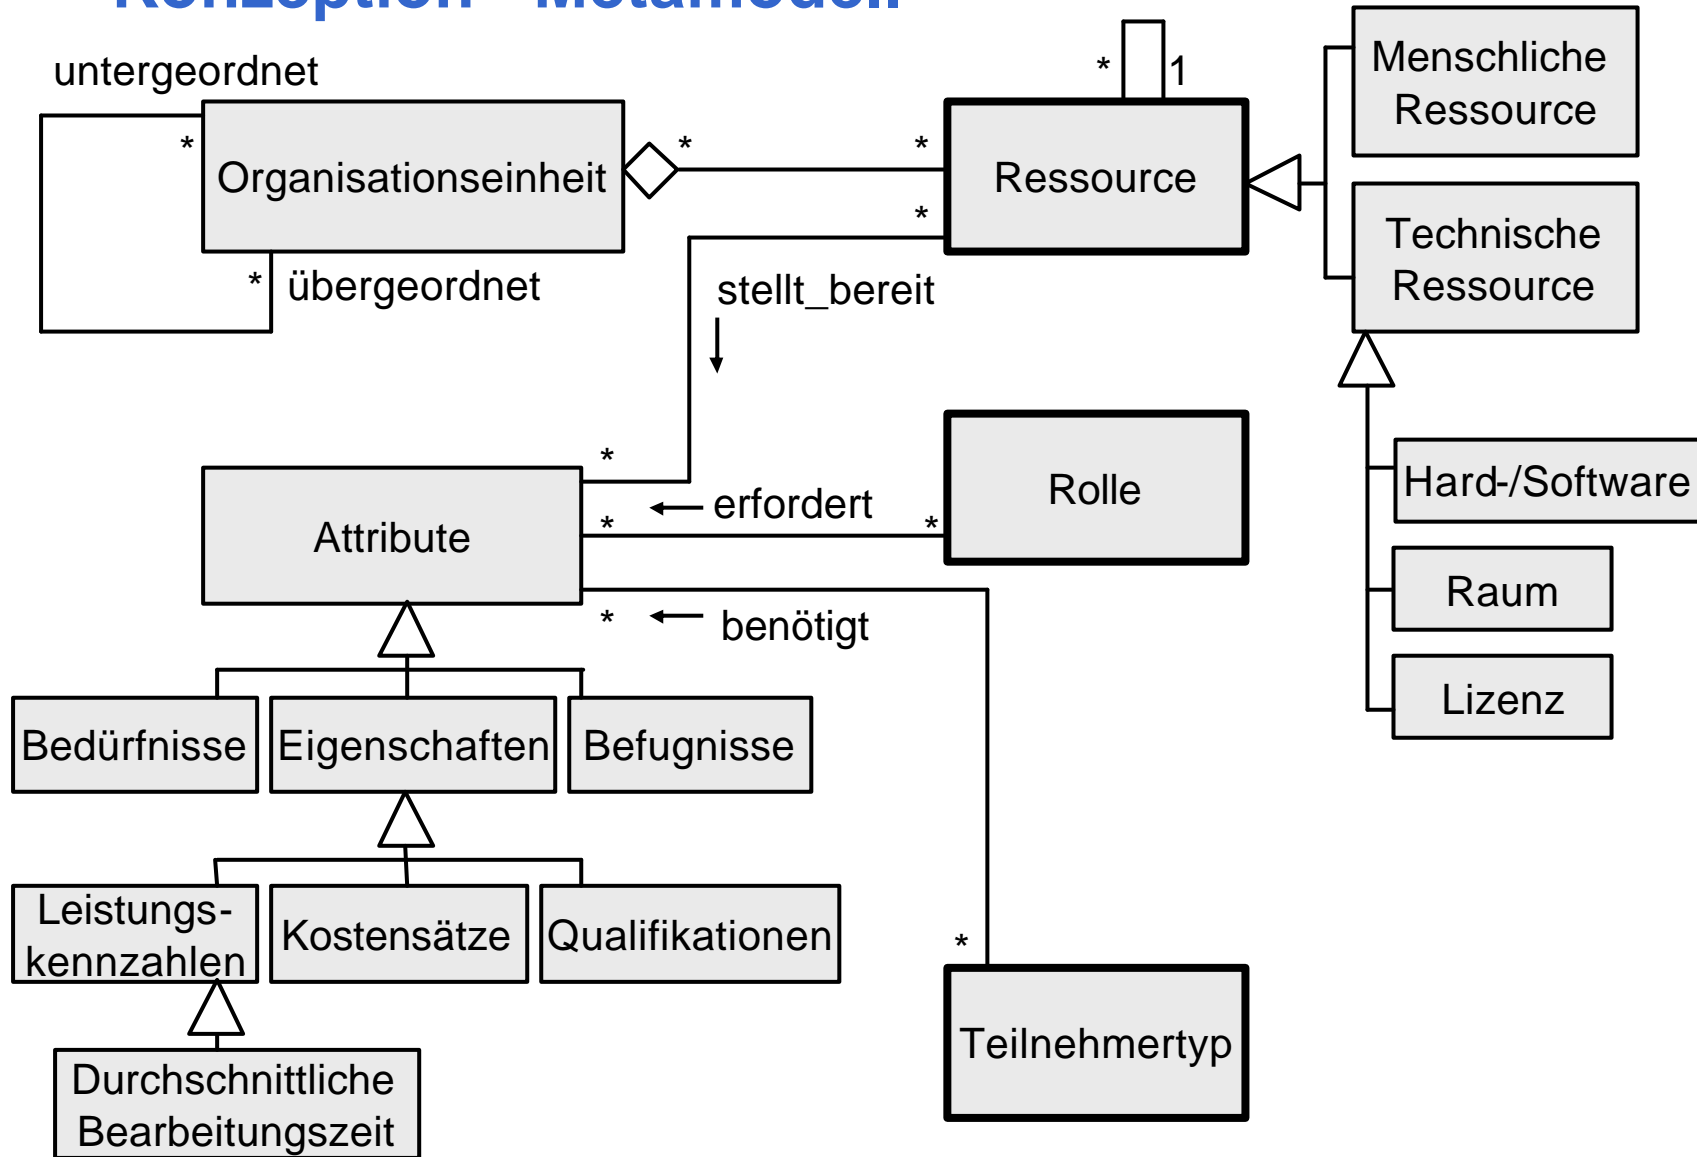 untergeordnet
* 1
Menschliche
Ressource
*
Organisationseinheit
* *
Ressource
*
Technische
Ressource
* übergeordnet
stellt_bereit
*
Attribute
erfordert
* *
Rolle
Hard-/Software
* benötigt
Raum
Lizenz
Bedürfnisse
Eigenschaften
Befugnisse
Leistungs-
kennzahlen
Kostensätze
Qualifikationen
*
Teilnehmertyp
Durchschnittliche
Bearbeitungszeit